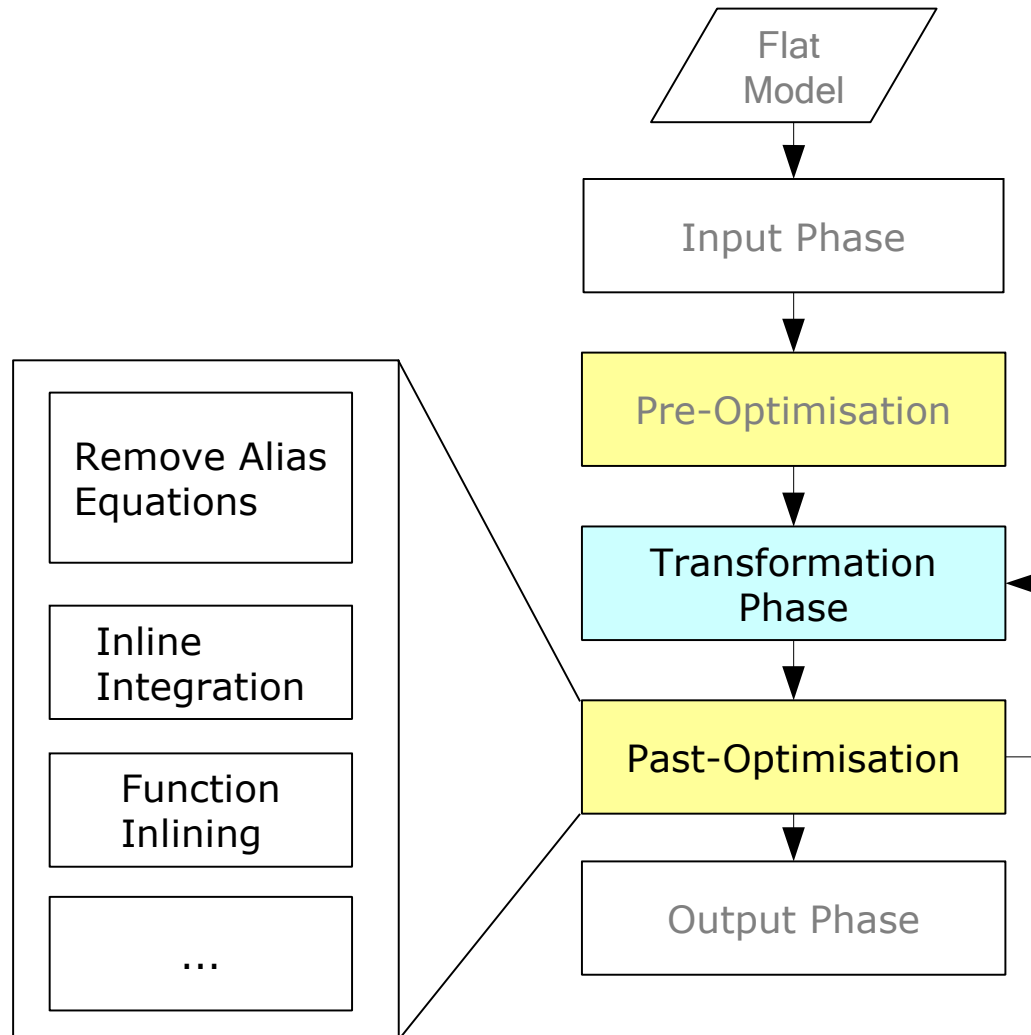 Flat
Model
Input Phase
Pre-Optimisation
Transformation
Phase
Past-Optimisation
Output Phase
Remove Alias
Equations
Inline
Integration
Function
Inlining
...